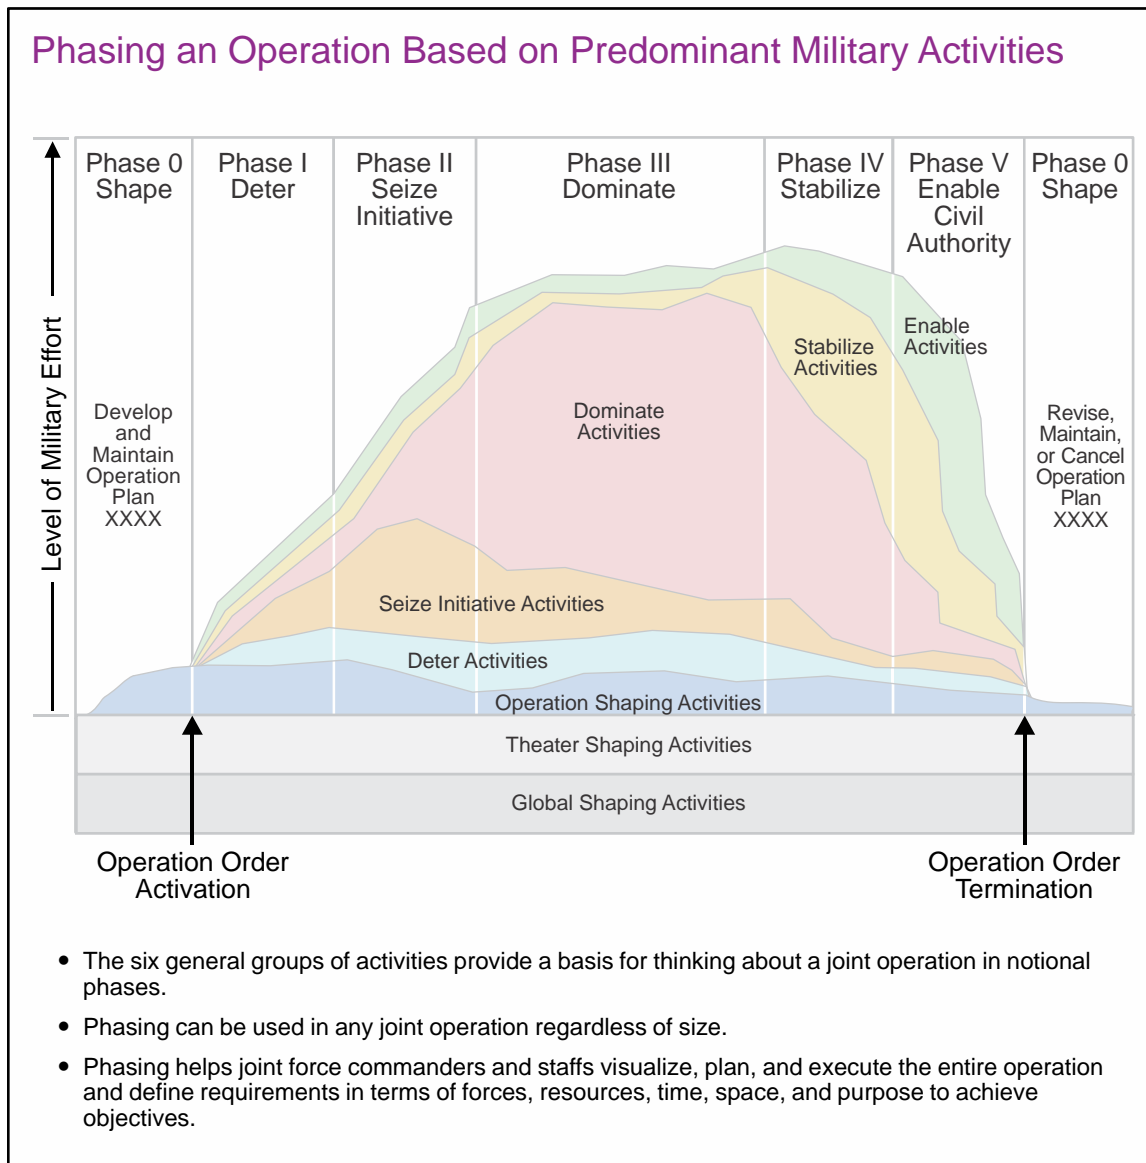 Phasing an Operation Based on Predominant Military Activities
Phase 0
Shape
Phase I
Deter
Phase II
Seize
Initiative
Phase III
Dominate
Phase IV
Stabilize
Phase V
Enable
Civil
Authority
Phase 0
Shape
Level of Military Effort
Develop
and
Maintain
Operation
Plan
XXXX
Enable
Activities
Stabilize
Activities
Dominate
Activities
Revise,
Maintain,
or Cancel
Operation
Plan
XXXX
Seize Initiative Activities
Deter Activities
Operation Shaping Activities
Theater Shaping Activities
Global Shaping Activities
Operation Order
Activation
Operation Order
Termination
• The six general groups of activities provide a basis for thinking about a joint operation in notional
phases.
• Phasing can be used in any joint operation regardless of size.
• Phasing helps joint force commanders and staffs visualize, plan, and execute the entire operation
and define requirements in terms of forces, resources, time, space, and purpose to achieve
objectives.